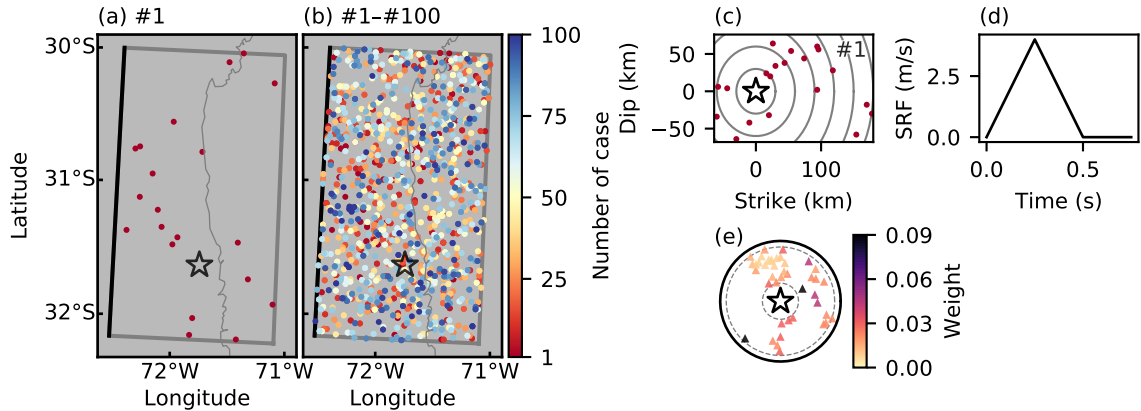 (a) #1
(b) #1–#100
(c)
(d)
30°S
31°S
32°S
Latitude
72°W
71°W
Longitude
72°W
71°W
Longitude
100
75
50
25
1
Number of case
#1
50
0
−50
Dip (km)
0
100
Strike (km)
2.5
0.0
SRF (m/s)
0.0
0.5
Time (s)
(e)
0.09
0.06
0.03
0.00
Weight